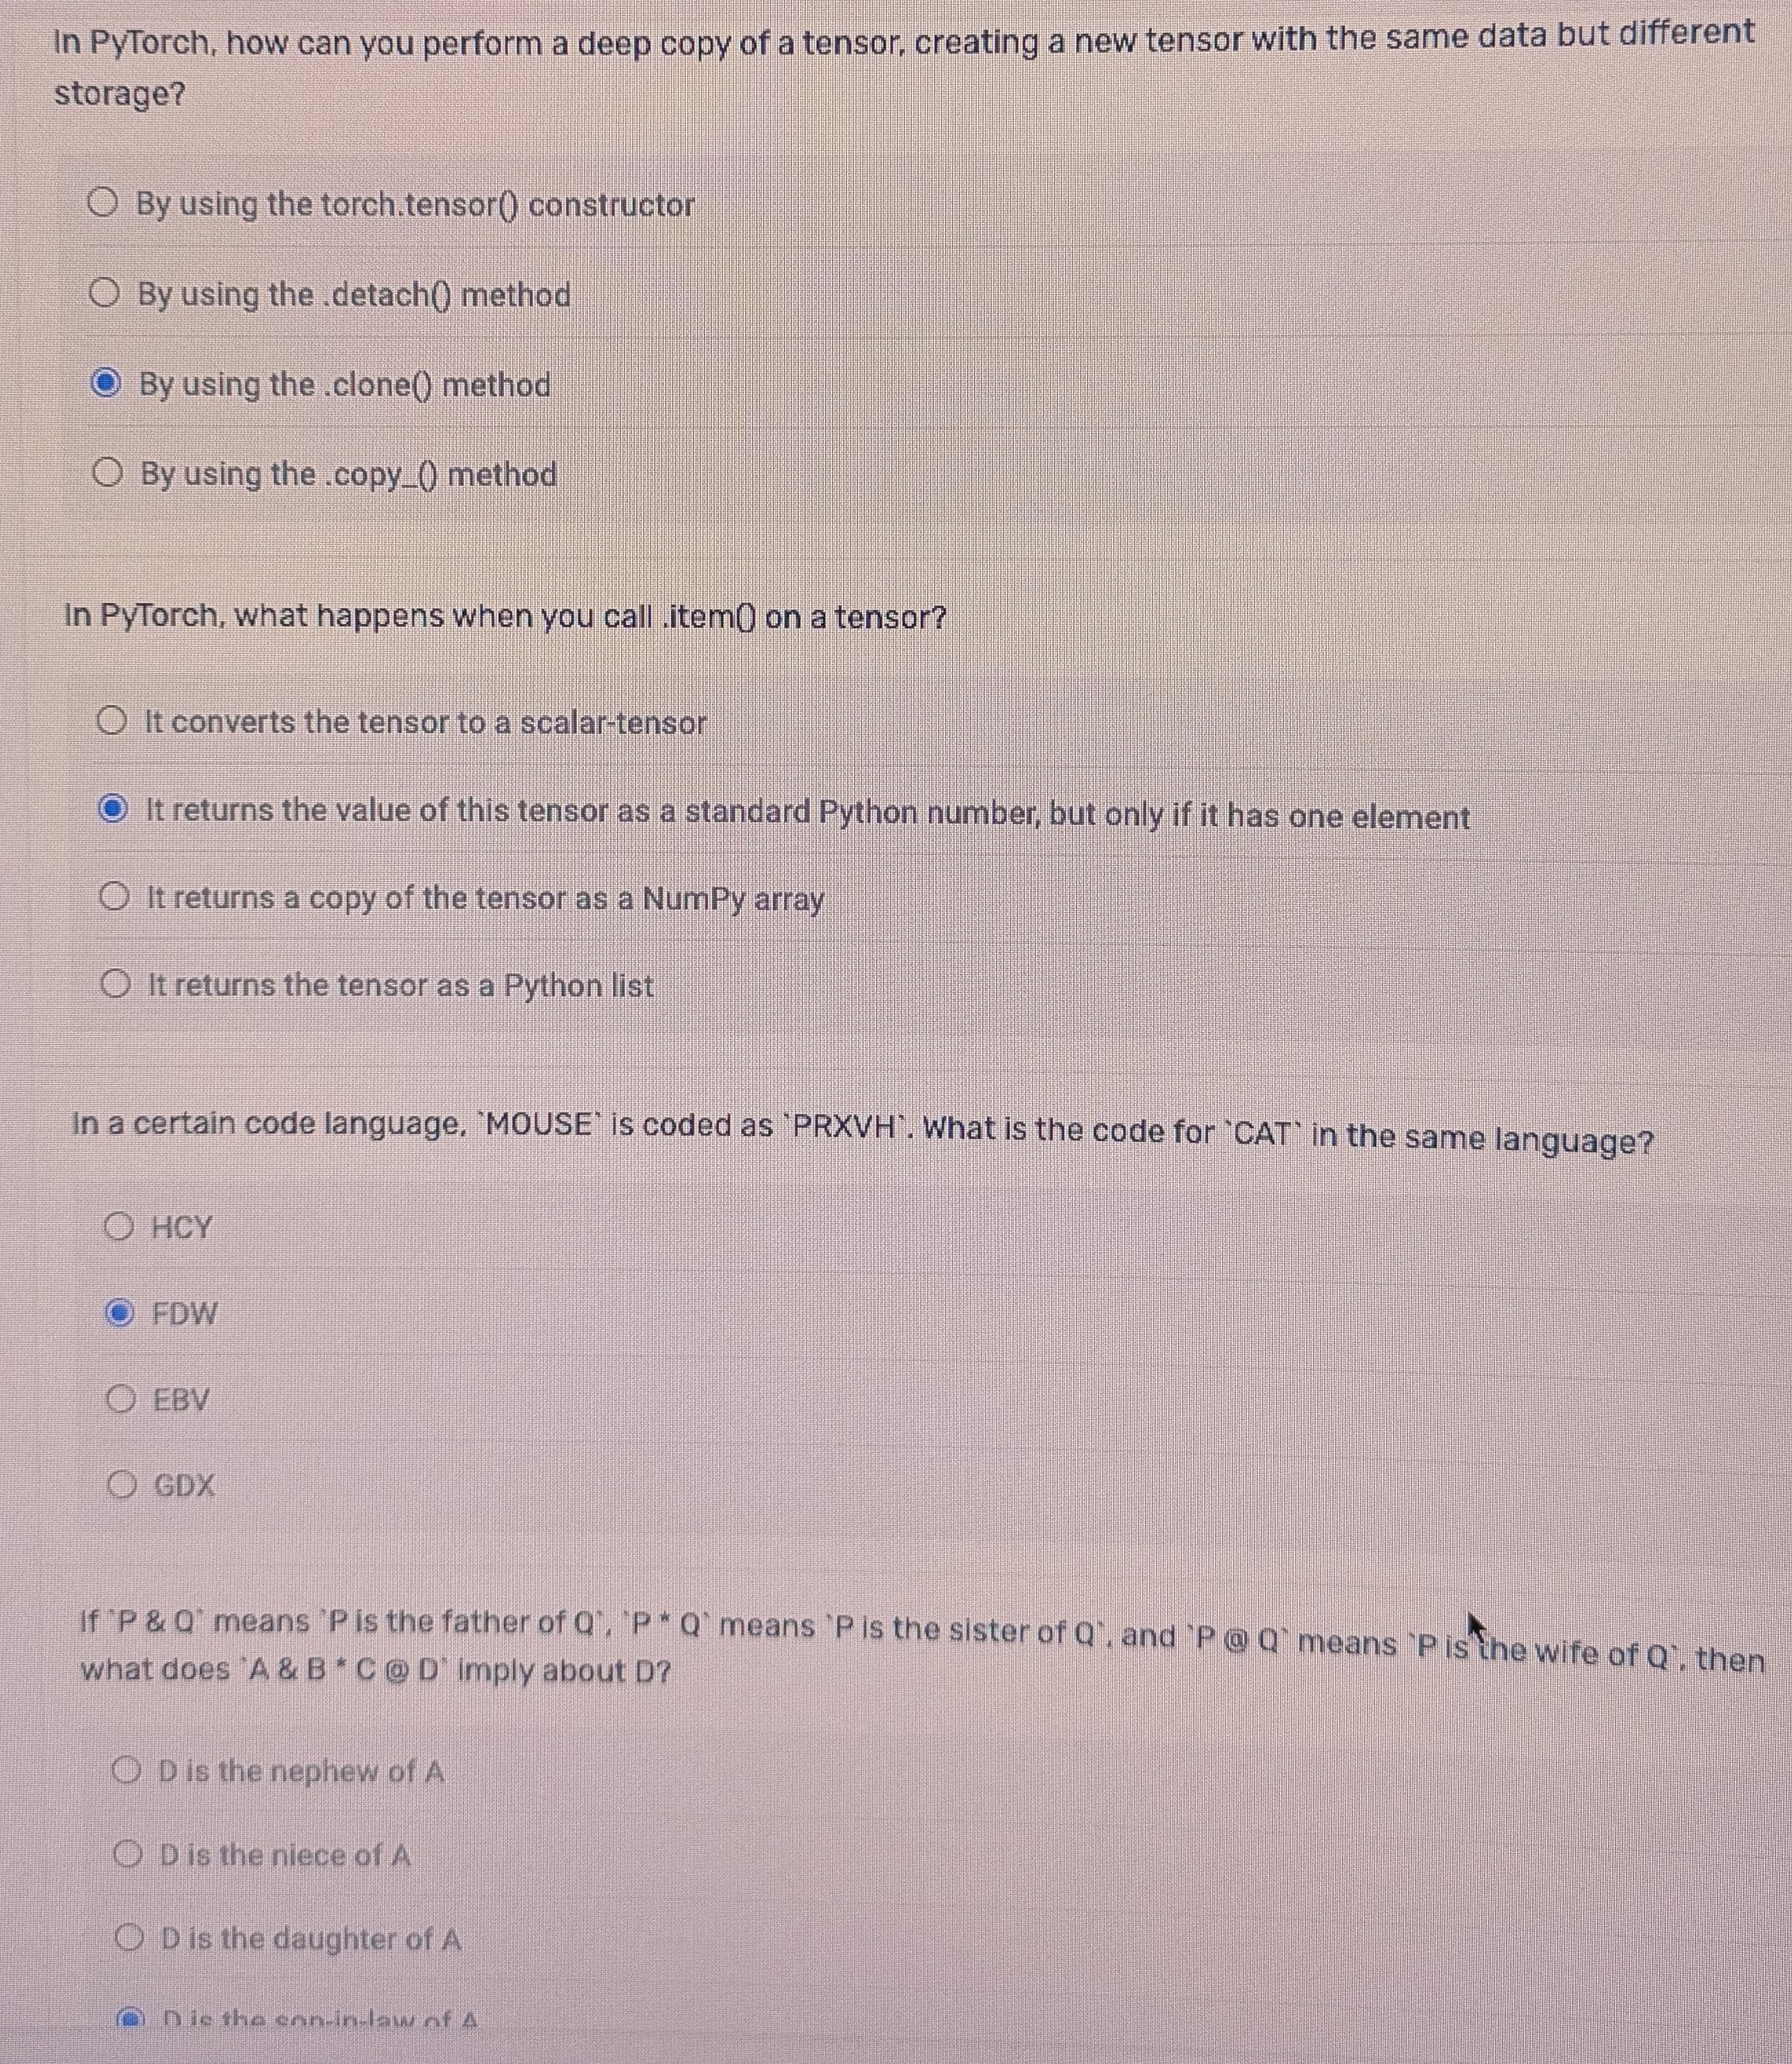 In PyTorch, how can you perform a deep copy of a tensor, creating a new tensor with the same data but different
storage?
By using the torch.tensor() constructor
By using the .detach() method
By using the .clone() method
By using the .copy_() method
In PyTorch, what happens when you call .item() on a tensor?
It converts the tensor to a scalar-tensor
It returns the value of this tensor as a standard Python number, but only if it has one element
It returns a copy of the tensor as a NumPy array
It returns the tensor as a Python list
In a certain code language, `MOUSE` is coded as `PRXVH`. What is the code for `CAT` in the same language?
HCY
FDW
EBV
GDX
If `P & Q` means `P is the father of Q`, `P * Q` means `P is the sister of Q`, and `P @ Q` means `P is the wife of Q`, then
what does `A & B * C @ D` imply about D?
D is the nephew of A
D is the niece of A
D is the daughter of A
D is the son-in-law of A